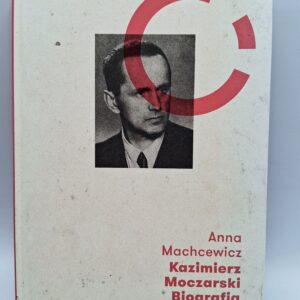 Anna
Machcewicz
Kazimierz
Moczarski
Biografia